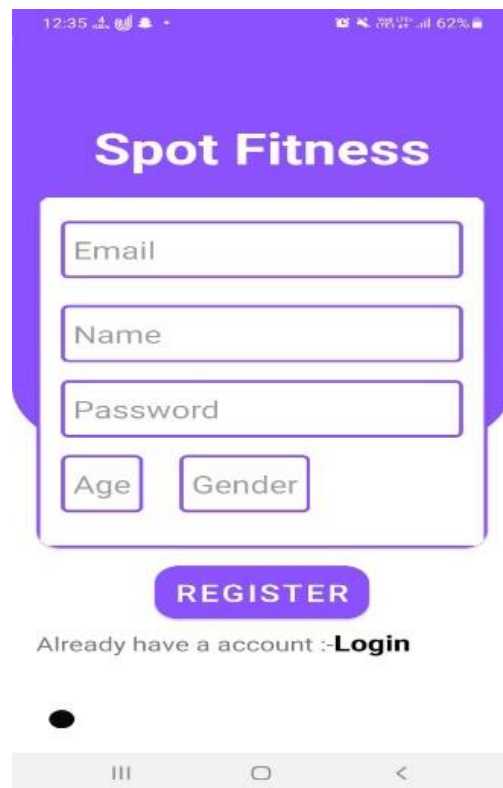 12:35 62%
Spot Fitness
Email
Name
Password
Age Gender
REGISTER
Already have a account :-Login